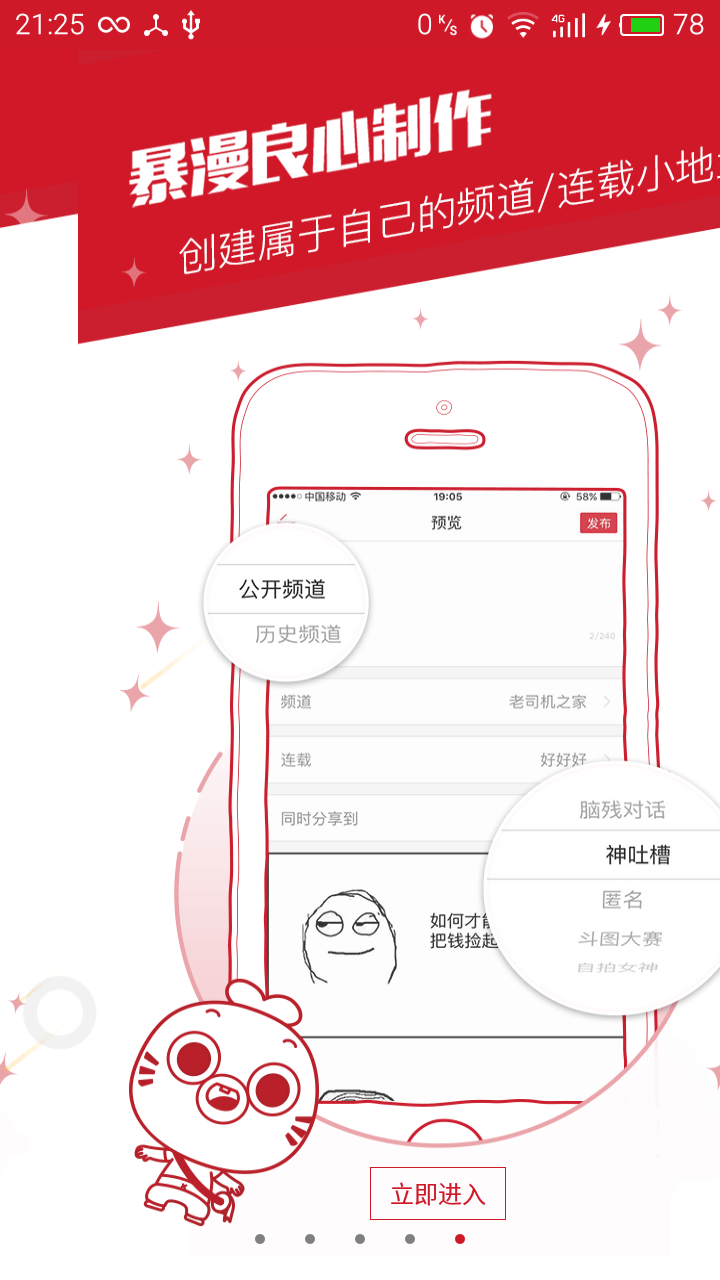 21:25
0 K/s
4G
78
暴漫良心制作
创建属于自己的频道/连载小地
中国移动
19:05
58%
预览
发布
公开频道
历史频道
2/240
频道
老司机之家
连载
好好好
同时分享到
脑残对话
神吐槽
匿名
斗图大赛
自拍女神
如何才能
把钱捡起
立即进入